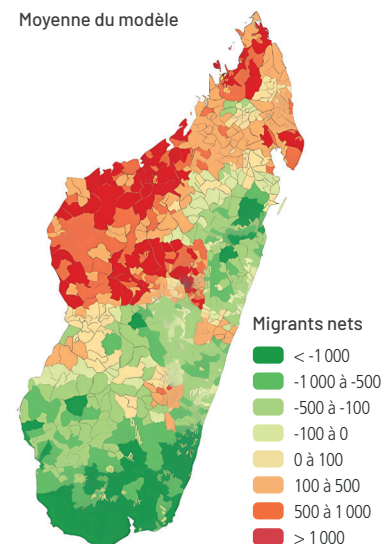 Moyenne du modèle
Migrants nets
< -1 000
-1 000 à -500
-500 à -100
-100 à 0
0 à 100
100 à 500
500 à 1 000
> 1 000